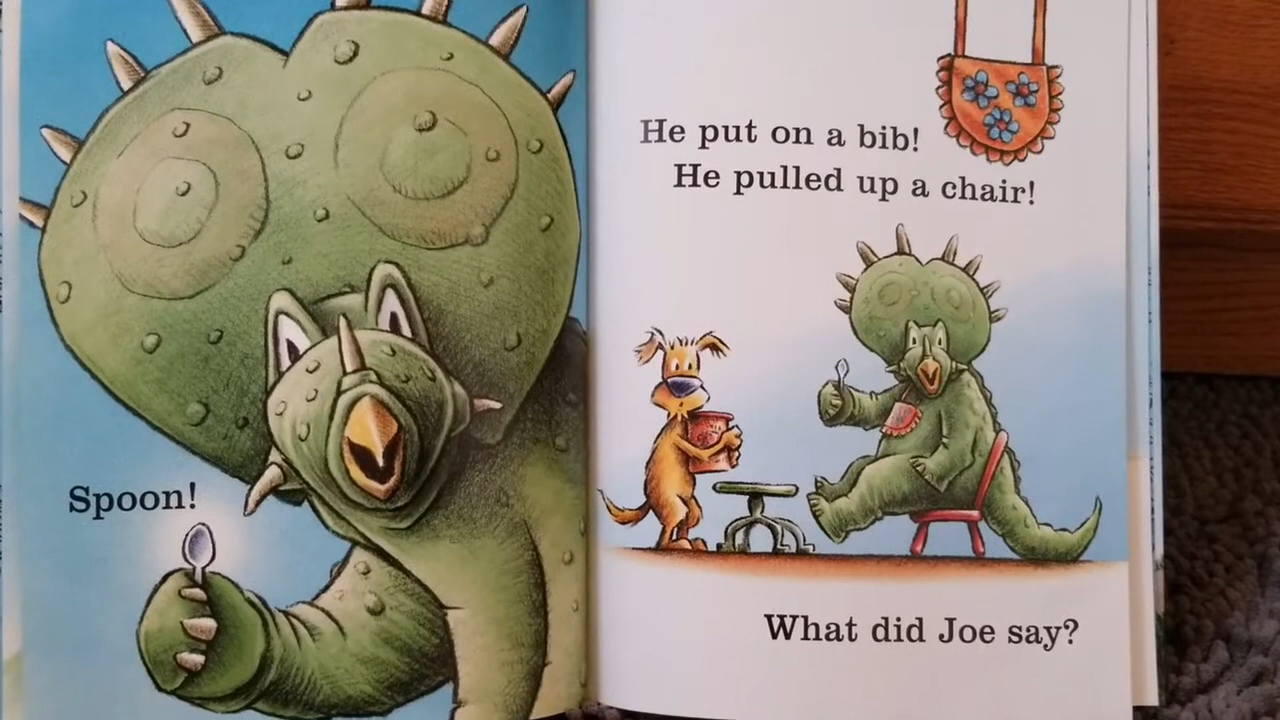 Spoon!
He put on a bib!
He pulled up a chair!
What did Joe say?